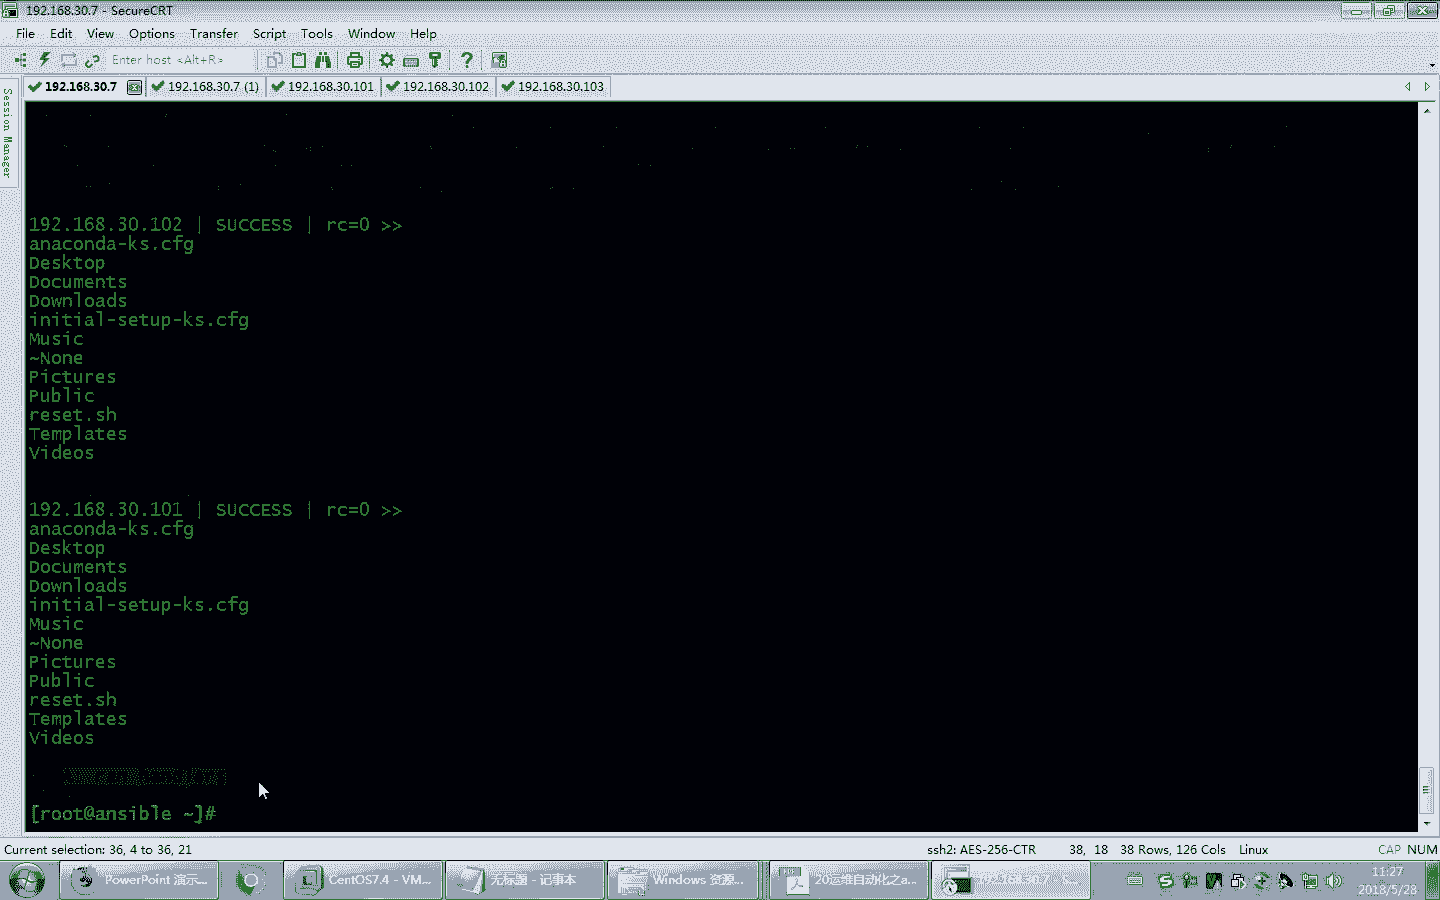 192.168.30.7 - SecureCRT
File Edit View Options Transfer Script Tools Window Help
Enter host <Alt+R>
Session Manager
192.168.30.7 192.168.30.7 (1) 192.168.30.101 192.168.30.102 192.168.30.103
192.168.30.102 | SUCCESS | rc=0 >>
anaconda-ks.cfg
Desktop
Documents
Downloads
initial-setup-ks.cfg
Music
~None
Pictures
Public
reset.sh
Templates
Videos
192.168.30.101 | SUCCESS | rc=0 >>
anaconda-ks.cfg
Desktop
Documents
Downloads
initial-setup-ks.cfg
Music
~None
Pictures
Public
reset.sh
Templates
Videos
[root@ansible ~]#
Current selection: 36, 4 to 36, 21 ssh2: AES-256-CTR 38, 18 38 Rows, 126 Cols Linux CAP NUM
PowerPoint 演示... CentOS7.4 - VM... 无标题 - 记事本 Windows 资源... 20运维自动化之a... 11:27
2018/5/28